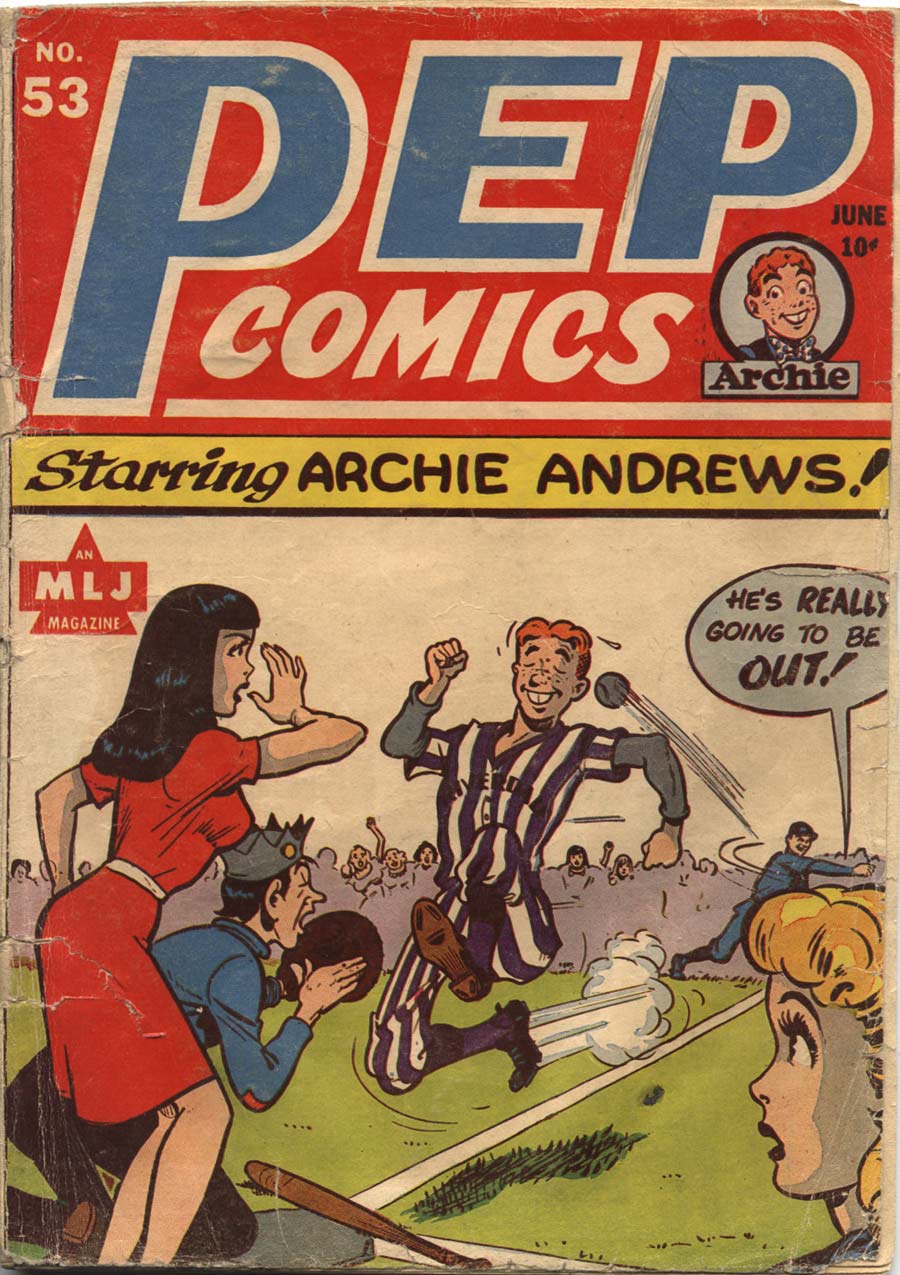 NO.
53
PEP
COMICS
JUNE
10¢
Archie
Starring ARCHIE ANDREWS!
AN
MLJ
MAGAZINE
HE'S REALLY
GOING TO BE
OUT!